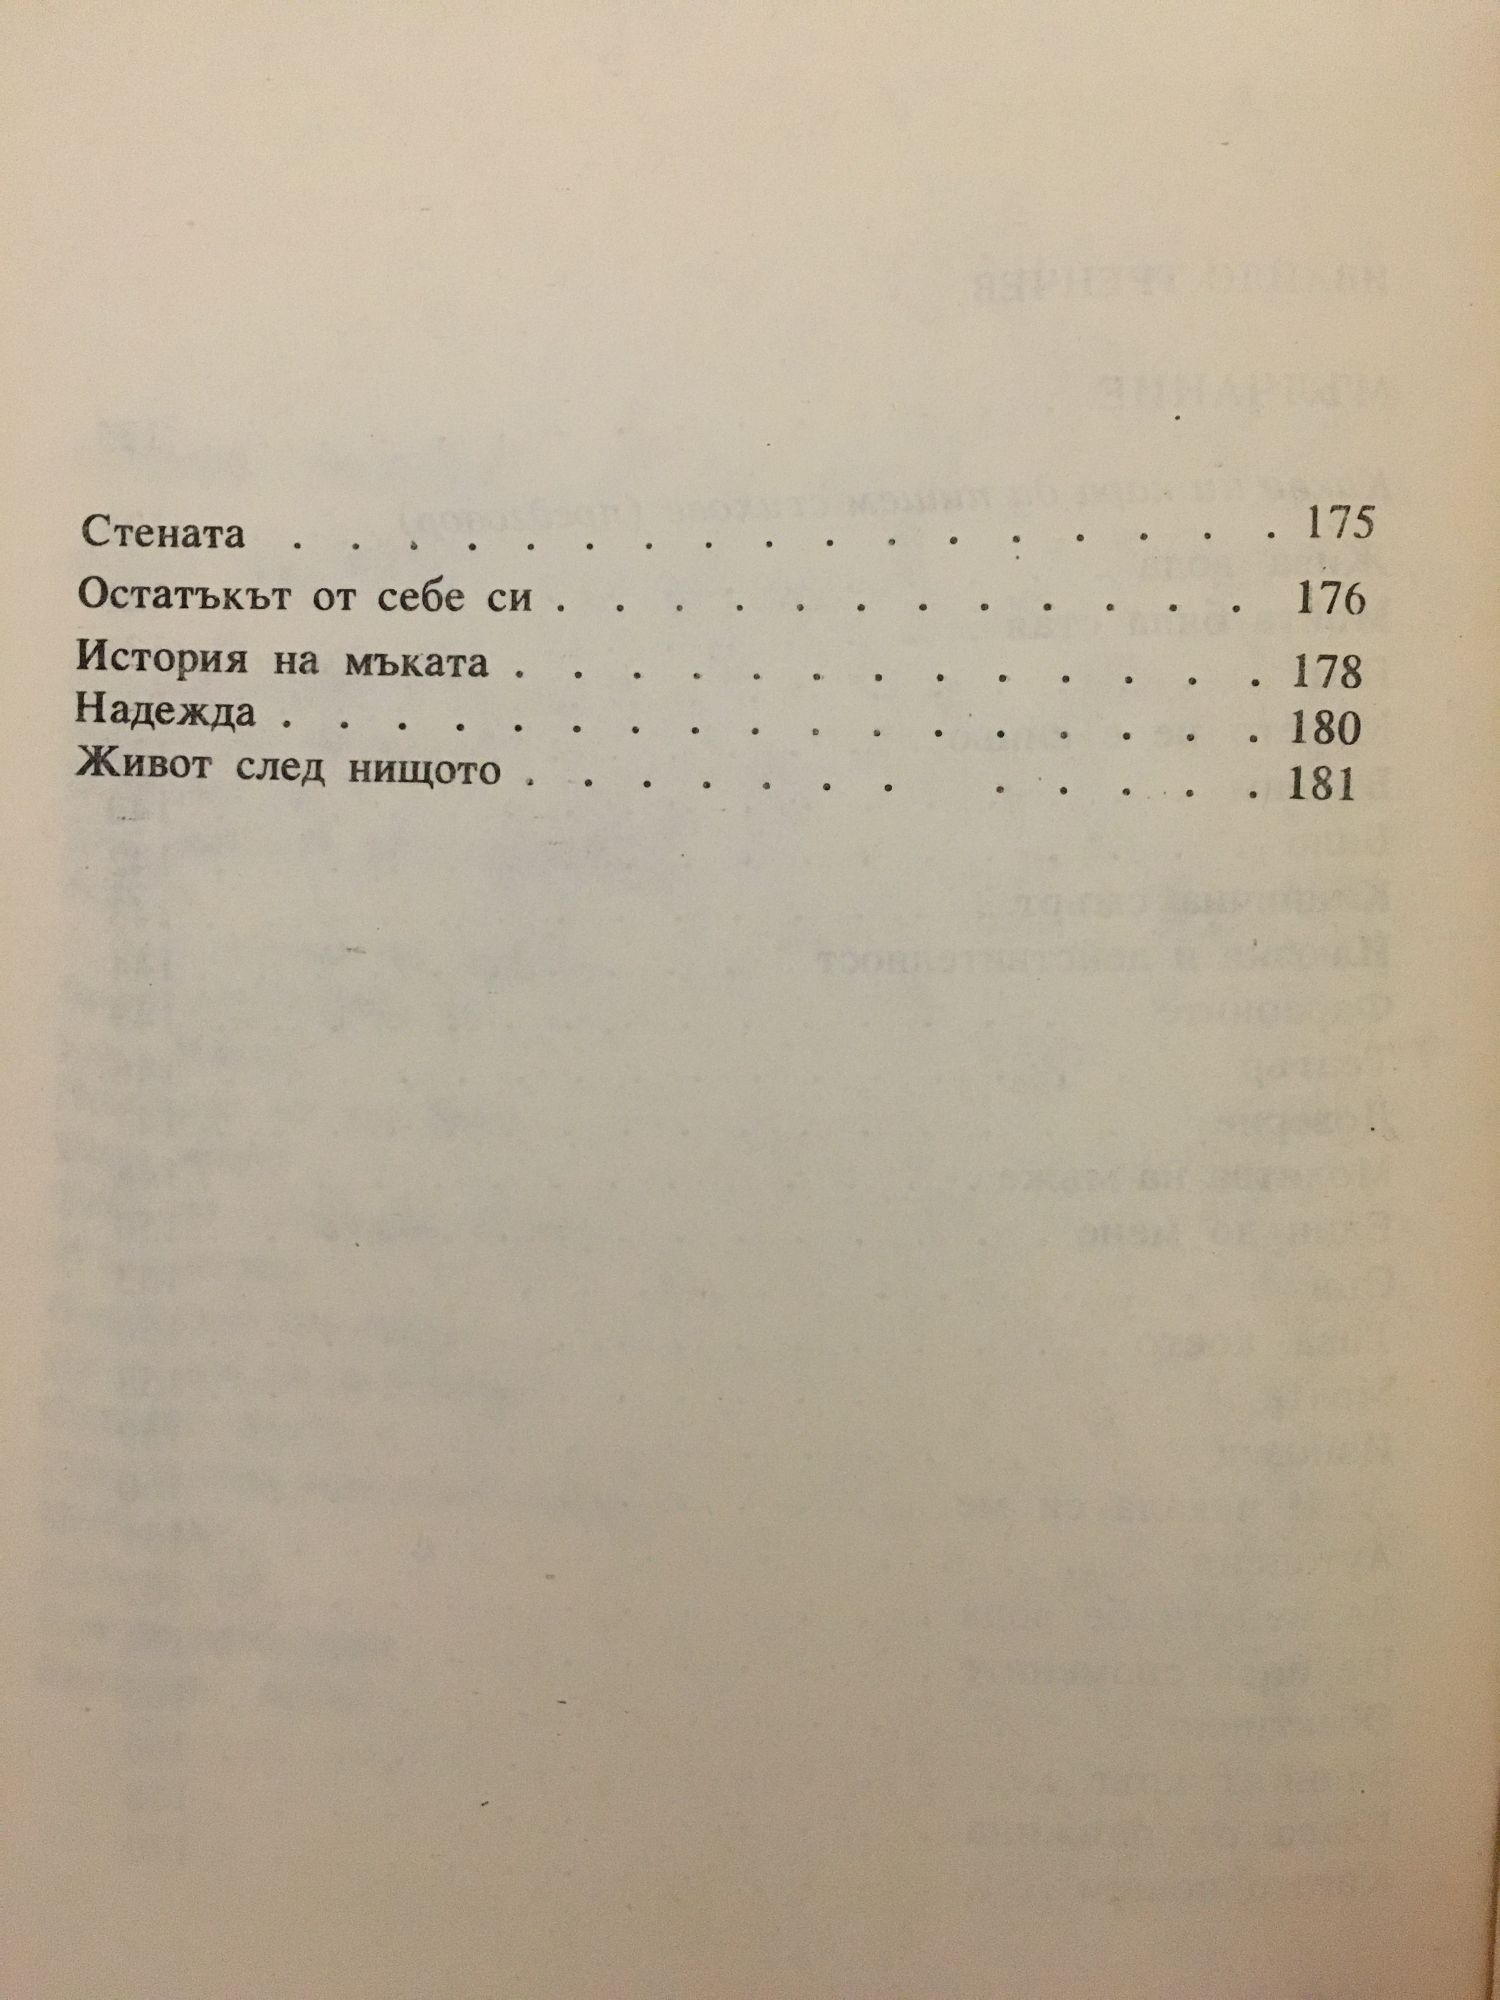 Стената . . . . . . . . . . . . . . . . . 175
Остатъкът от себе си . . . . . . . . . . . . 176
История на мъката . . . . . . . . . . . . . 178
Надежда . . . . . . . . . . . . . . . . . 180
Живот след нищото . . . . . . . . . . . . 181